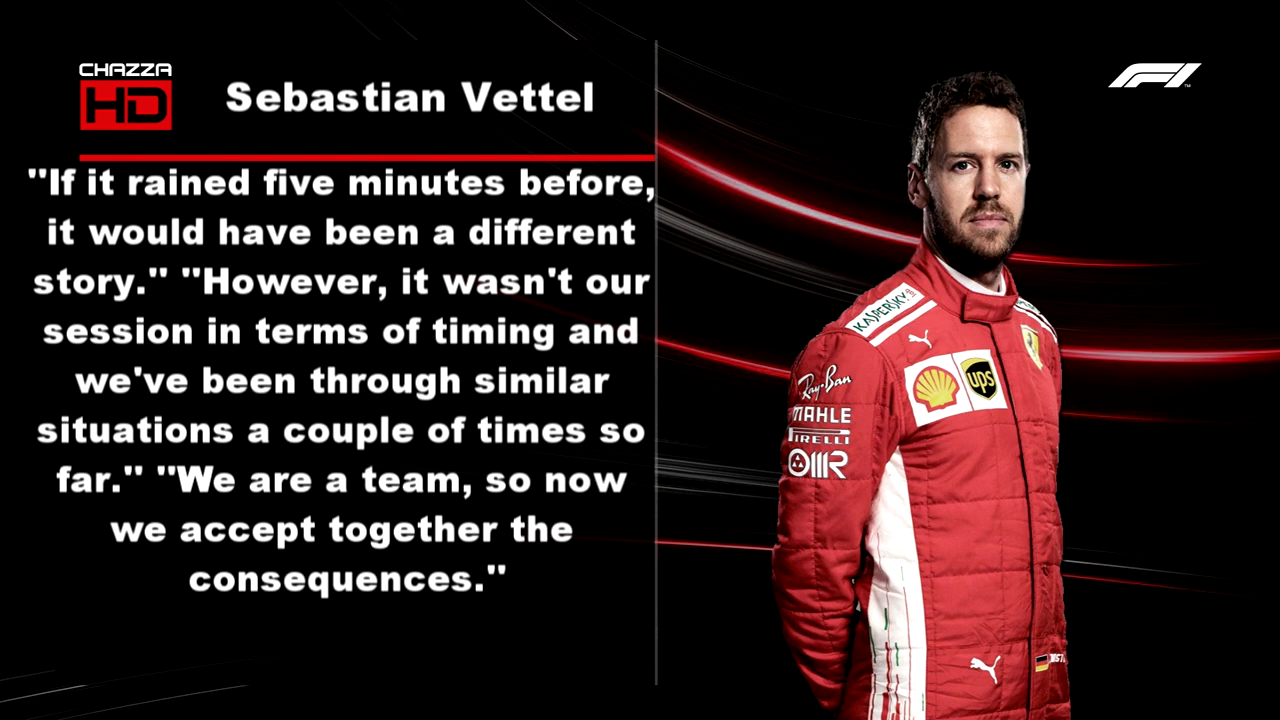 CHAZZA
HD
Sebastian Vettel
F1
"If it rained five minutes before,
it would have been a different
story." "However, it wasn't our
session in terms of timing and
we've been through similar
situations a couple of times so
far." "We are a team, so now
we accept together the
consequences."
KASPERSKY
Ray-Ban
ups
MAHLE
PIRELLI
OMR